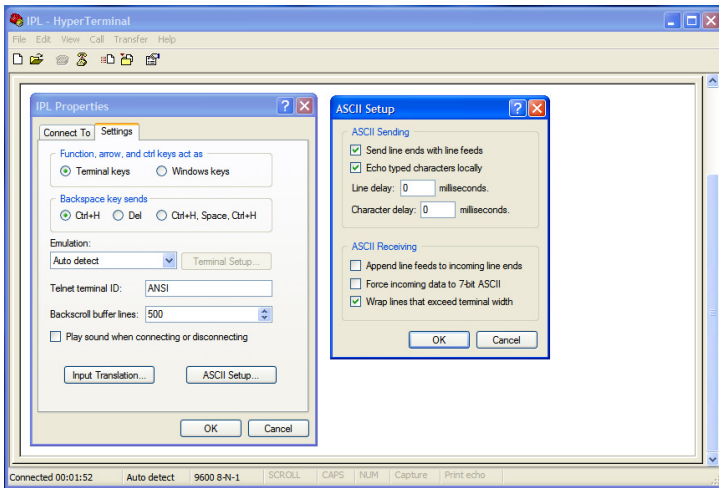 IPL - HyperTerminal
File Edit View Call Transfer Help
IPL Properties
Connect To Settings
Function, arrow, and ctrl keys act as
Terminal keys Windows keys
Backspace key sends
Ctrl+H Del Ctrl+H, Space, Ctrl+H
Emulation:
Auto detect Terminal Setup...
Telnet terminal ID: ANSI
Backscroll buffer lines: 500
Play sound when connecting or disconnecting
Input Translation... ASCII Setup...
OK Cancel
ASCII Setup
ASCII Sending
Send line ends with line feeds
Echo typed characters locally
Line delay: 0 milliseconds.
Character delay: 0 milliseconds.
ASCII Receiving
Append line feeds to incoming line ends
Force incoming data to 7-bit ASCII
Wrap lines that exceed terminal width
OK Cancel
Connected 00:01:52 Auto detect 9600 8-N-1 SCROLL CAPS NUM Capture Print echo